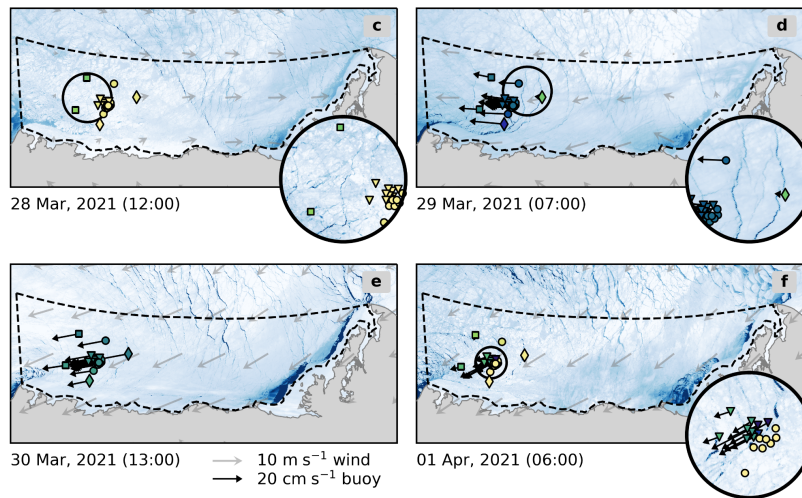 c
d
28 Mar, 2021 (12:00)
29 Mar, 2021 (07:00)
e
f
30 Mar, 2021 (13:00)
10 m s⁻¹ wind
20 cm s⁻¹ buoy
01 Apr, 2021 (06:00)